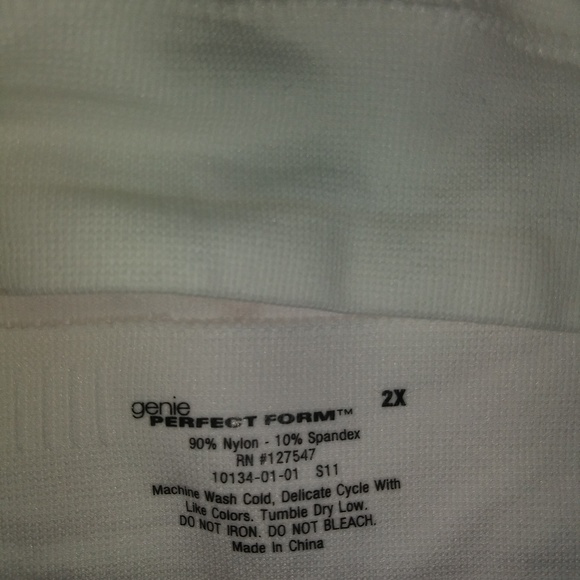 genie 2X
PERFECT FORM™
90% Nylon - 10% Spandex
RN #127547
10134-01-01 S11
Machine Wash Cold, Delicate Cycle With
Like Colors. Tumble Dry Low.
DO NOT IRON. DO NOT BLEACH.
Made In China